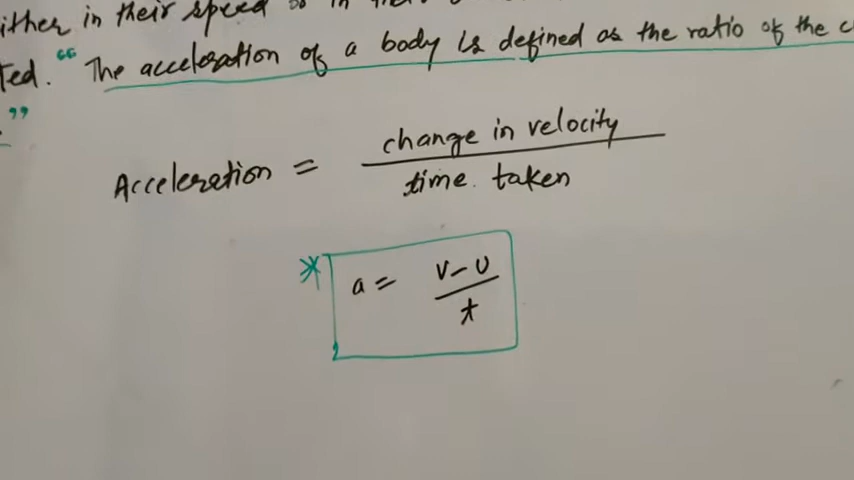 ither in their speed
ted. "The acceleration of a body is defined as the ratio of the
."
Acceleration = change in velocity
time taken
* a = v-u
t